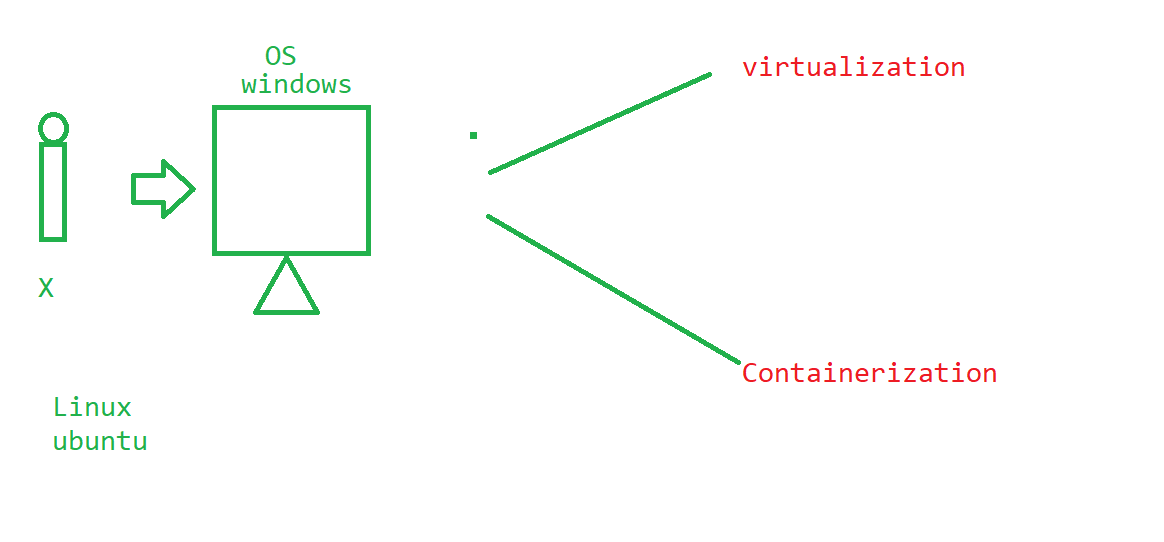 OS
windows
virtualization
X
Containerization
Linux
ubuntu